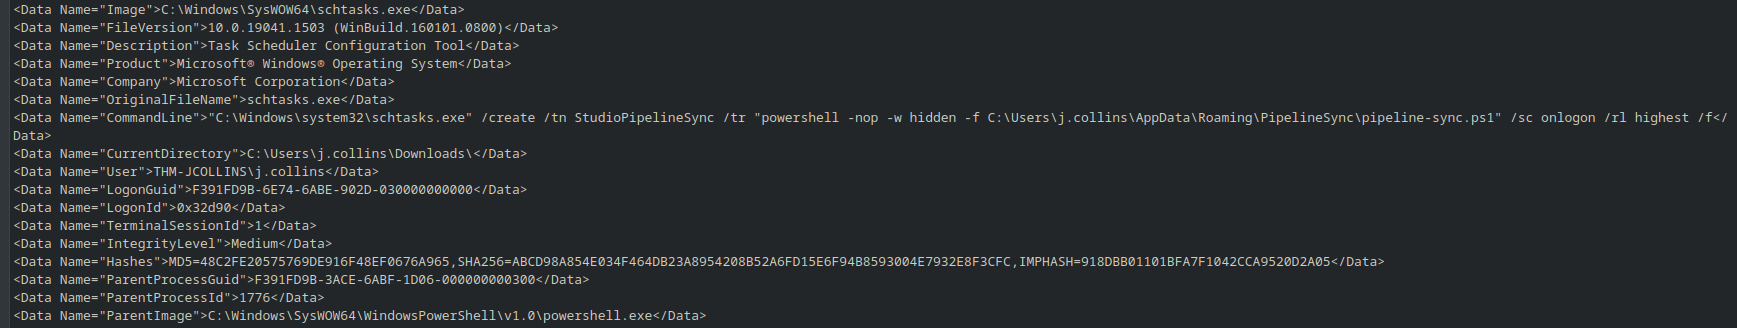 <Data Name="Image">C:\Windows\SysWOW64\schtasks.exe</Data>
<Data Name="FileVersion">10.0.19041.1503 (WinBuild.160101.0800)</Data>
<Data Name="Description">Task Scheduler Configuration Tool</Data>
<Data Name="Product">Microsoft® Windows® Operating System</Data>
<Data Name="Company">Microsoft Corporation</Data>
<Data Name="OriginalFileName">schtasks.exe</Data>
<Data Name="CommandLine">"C:\Windows\system32\schtasks.exe" /create /tn StudioPipelineSync /tr "powershell -nop -w hidden -f C:\Users\j.collins\AppData\Roaming\PipelineSync\pipeline-sync.ps1" /sc onlogon /rl highest /f</
Data>
<Data Name="CurrentDirectory">C:\Users\j.collins\Downloads\</Data>
<Data Name="User">THM-JCOLLINS\j.collins</Data>
<Data Name="LogonGuid">F391FD9B-6E74-6ABE-902D-030000000000</Data>
<Data Name="LogonId">0x32d90</Data>
<Data Name="TerminalSessionId">1</Data>
<Data Name="IntegrityLevel">Medium</Data>
<Data Name="Hashes">MD5=48C2FE20575769DE916F48EF0676A965,SHA256=ABCD98A854E034F464DB23A8954208B52A6FD15E6F94B8593004E7932E8F3CFC,IMPHASH=918DBB01101BFA7F1042CCA9520D2A05</Data>
<Data Name="ParentProcessGuid">F391FD9B-3ACE-6ABF-1D06-000000000300</Data>
<Data Name="ParentProcessId">1776</Data>
<Data Name="ParentImage">C:\Windows\SysWOW64\WindowsPowerShell\v1.0\powershell.exe</Data>